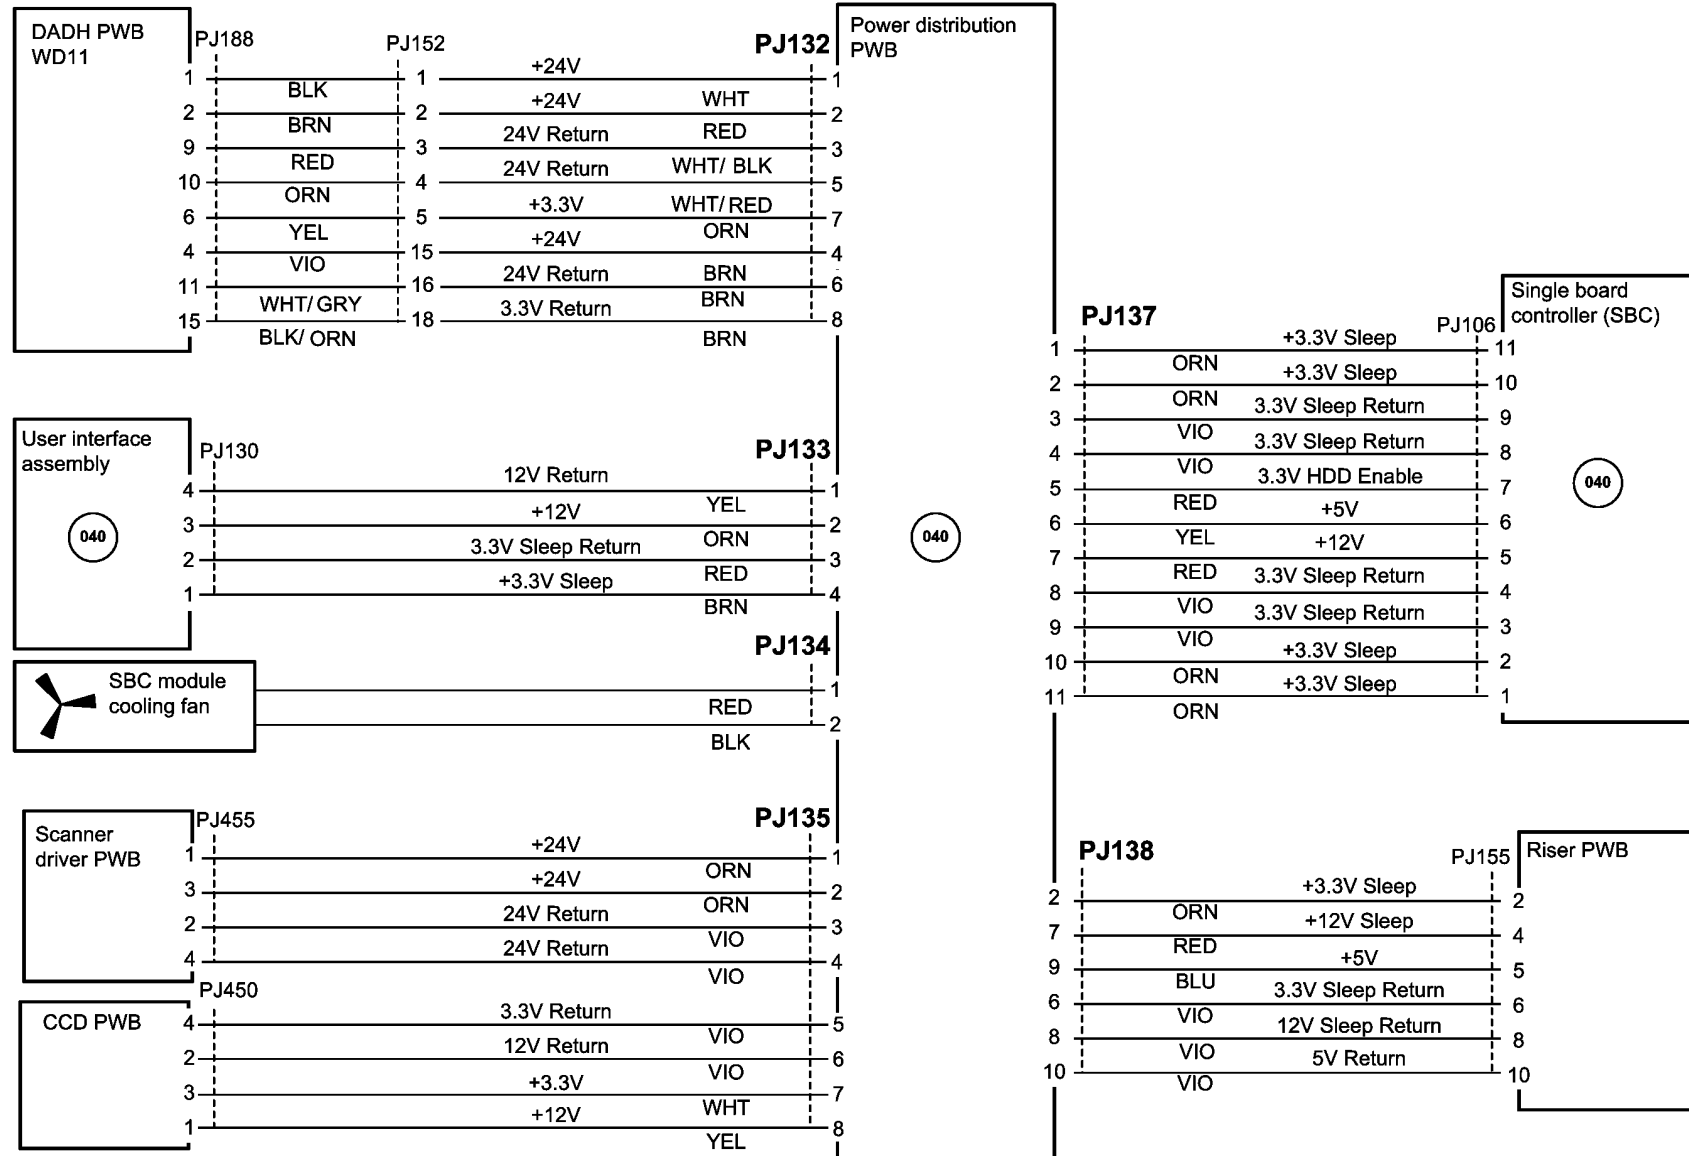 DADH PWB
WD11
PJ188
PJ152
PJ132
Power distribution
PWB
1 1 +24V 1
BLK WHT
2 2 +24V 2
BRN RED
9 3 24V Return 3
RED WHT/ BLK
10 4 24V Return 5
ORN WHT/ RED
6 5 +3.3V 7
YEL ORN
4 15 +24V 4
VIO BRN
11 16 24V Return 6
WHT/ GRY BRN
15 18 3.3V Return 8
BLK/ ORN BRN
User interface
assembly
040
PJ130
PJ133
4 12V Return 1
YEL
3 +12V 2
ORN
2 3.3V Sleep Return 3
RED
1 +3.3V Sleep 4
BRN
040
SBC module
cooling fan
PJ134
1
RED
2
BLK
Scanner
driver PWB
PJ455
PJ135
1 +24V 1
ORN
3 +24V 2
ORN
2 24V Return 3
VIO
4 24V Return 4
VIO
CCD PWB
PJ450
4 3.3V Return 5
VIO
2 12V Return 6
VIO
3 +3.3V 7
WHT
1 +12V 8
YEL
PJ137
PJ106
Single board
controller (SBC)
040
1 +3.3V Sleep 11
ORN
2 +3.3V Sleep 10
ORN
3 3.3V Sleep Return 9
VIO
4 3.3V Sleep Return 8
VIO
5 3.3V HDD Enable 7
RED
6 +5V 6
YEL
7 +12V 5
RED
8 3.3V Sleep Return 4
VIO
9 3.3V Sleep Return 3
VIO
10 +3.3V Sleep 2
ORN
11 +3.3V Sleep 1
ORN
PJ138
PJ155
Riser PWB
2 +3.3V Sleep 2
ORN
7 +12V Sleep 4
RED
9 +5V 5
BLU
6 3.3V Sleep Return 6
VIO
8 12V Sleep Return 8
VIO
10 5V Return 10
VIO